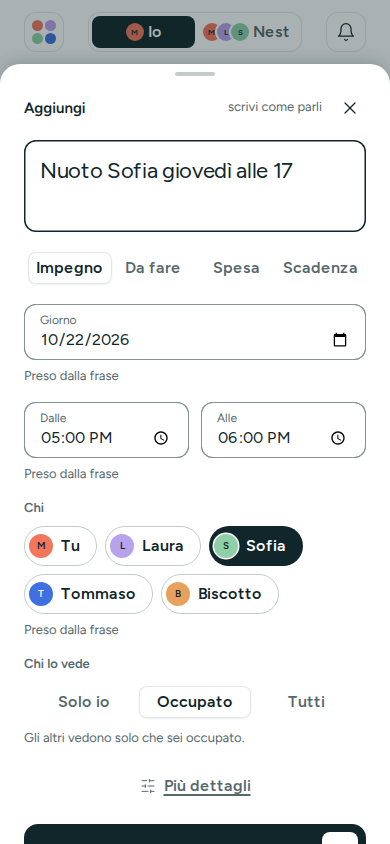 M Io
M L S Nest
Aggiungi
scrivi come parli
Nuoto Sofia giovedì alle 17
Impegno Da fare Spesa Scadenza
Giorno
10/22/2026
Preso dalla frase
Dalle Alle
05:00 PM 06:00 PM
Preso dalla frase
Chi
M Tu L Laura S Sofia
T Tommaso B Biscotto
Preso dalla frase
Chi lo vede
Solo io Occupato Tutti
Gli altri vedono solo che sei occupato.
Più dettagli